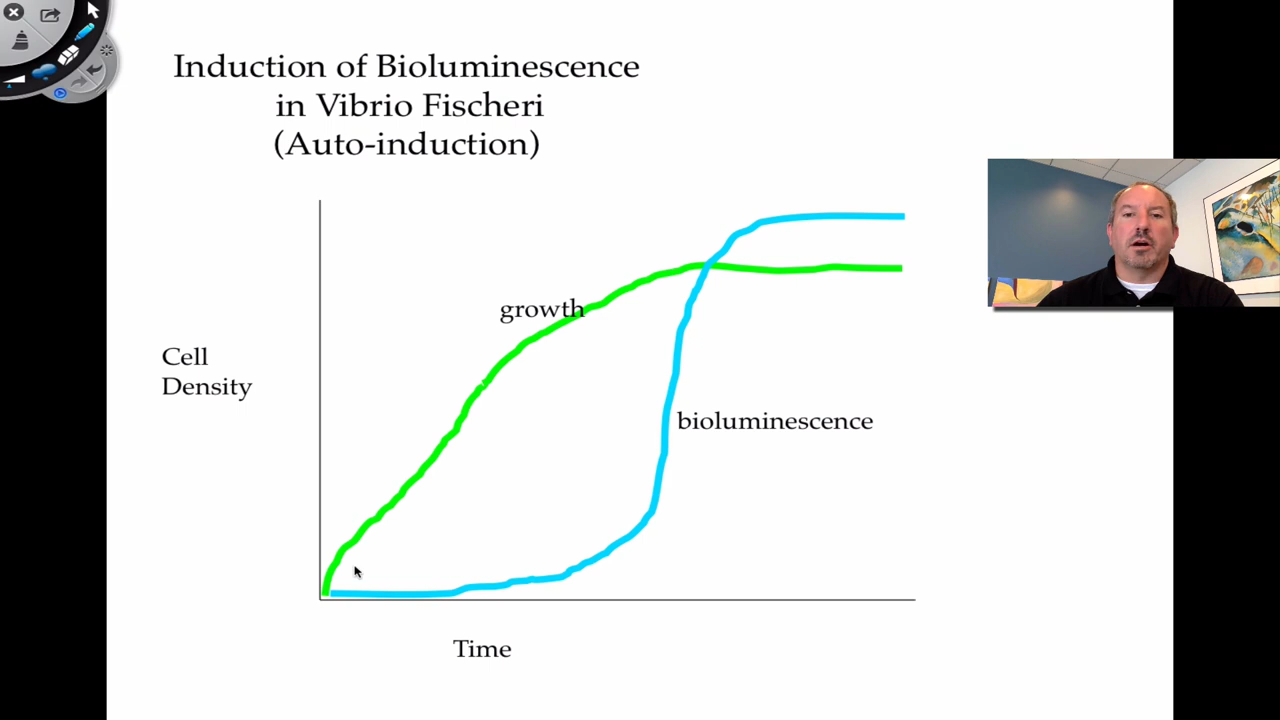 Induction of Bioluminescence
in Vibrio Fischeri
(Auto-induction)
growth
Cell
Density
bioluminescence
Time